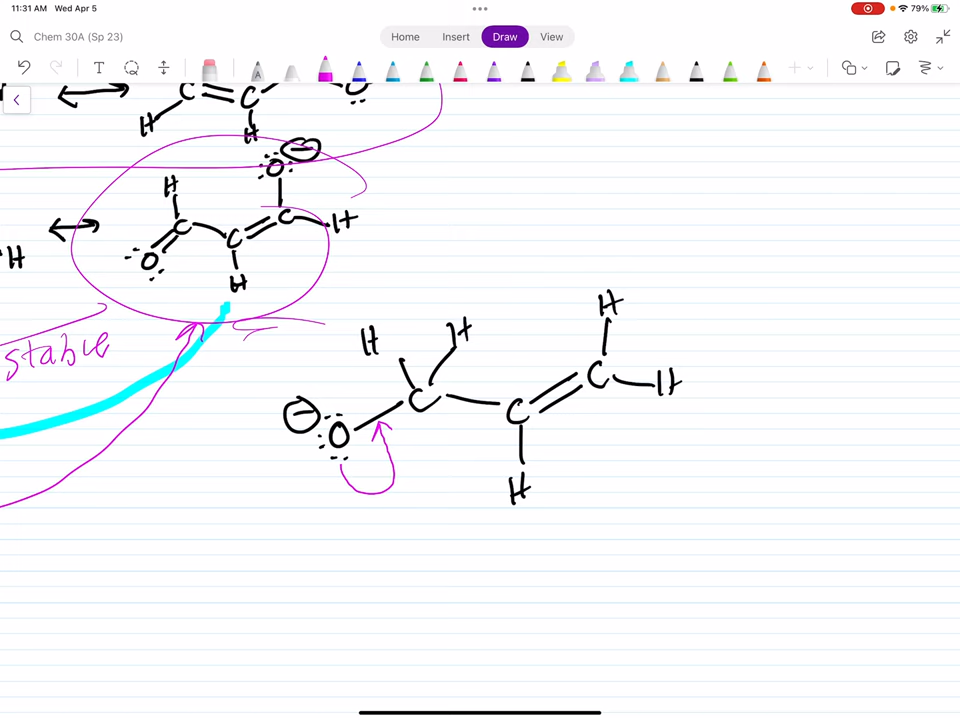 11:31 AM Wed Apr 5
79%
Chem 30A (Sp 23)
Home Insert Draw View
T A
C C O
H H
O
H
C C H
C
H O
H
stable
H H H
C C H
O C
H